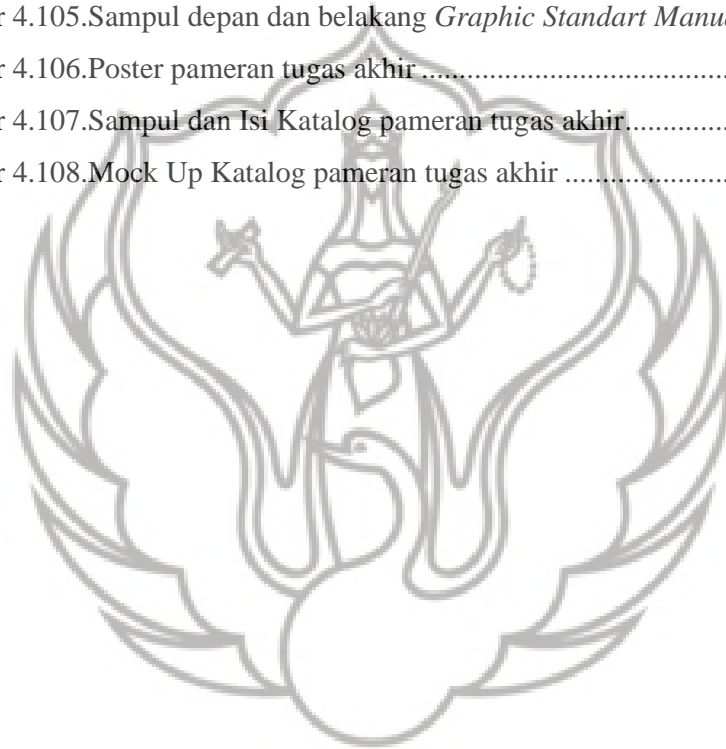 r 4.105.Sampul depan dan belakang Graphic Standart Manu
r 4.106.Poster pameran tugas akhir ........................................
r 4.107.Sampul dan Isi Katalog pameran tugas akhir.............
r 4.108.Mock Up Katalog pameran tugas akhir .....................